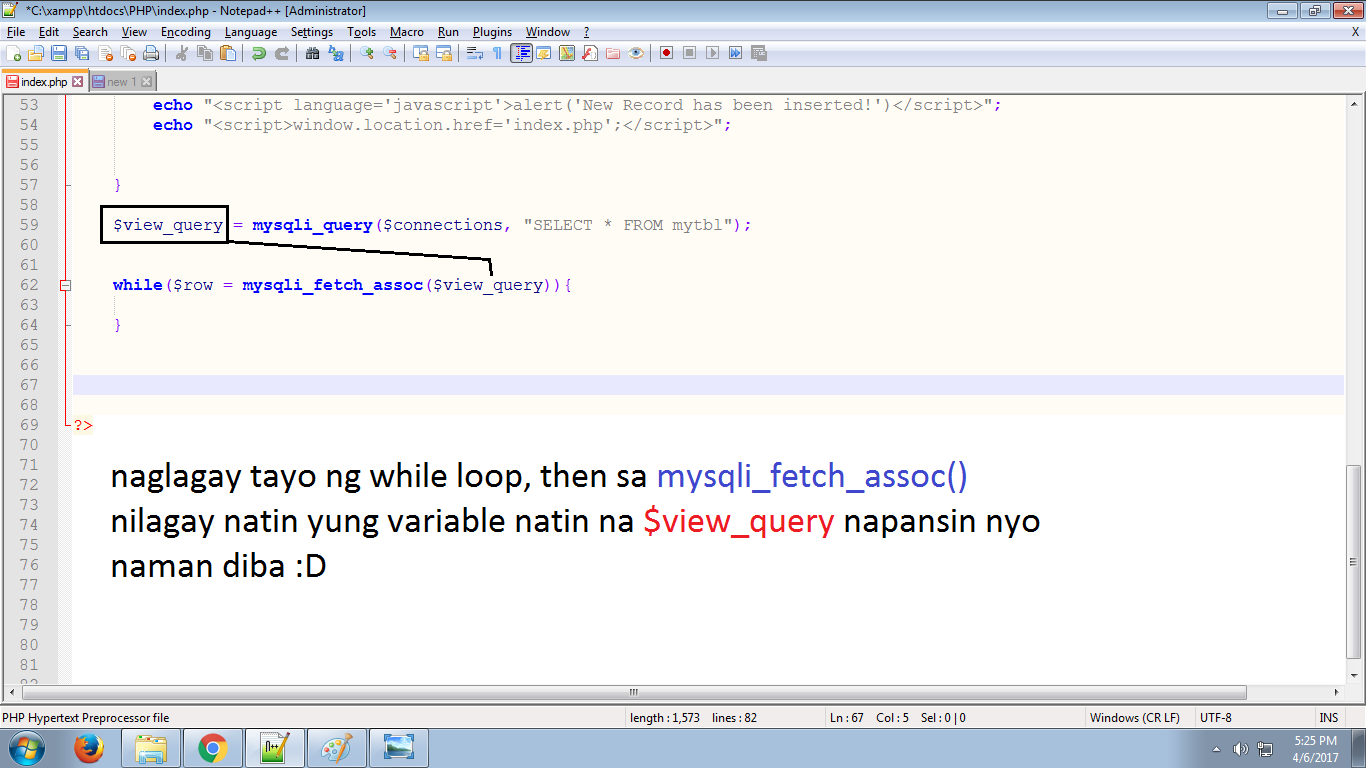 *C:\xampp\htdocs\PHP\index.php - Notepad++ [Administrator]
File Edit Search View Encoding Language Settings Tools Macro Run Plugins Window ? X
index.php new 1
53 echo "<script language='javascript'>alert('New Record has been inserted!')</script>";
54 echo "<script>window.location.href='index.php';</script>";
55
56
57 }
58
59 $view_query = mysqli_query($connections, "SELECT * FROM mytbl");
60
61
62 while($row = mysqli_fetch_assoc($view_query)){
63
64 }
65
66
67
68
69 ?>
70
71 naglagay tayo ng while loop, then sa mysqli_fetch_assoc()
72
73
74 nilagay natin yung variable natin na $view_query napansin nyo
75
76 naman diba :D
77
78
79
80
81
PHP Hypertext Preprocessor file length : 1,573 lines : 82 Ln : 67 Col : 5 Sel : 0 | 0 Windows (CR LF) UTF-8 INS
5:25 PM
4/6/2017